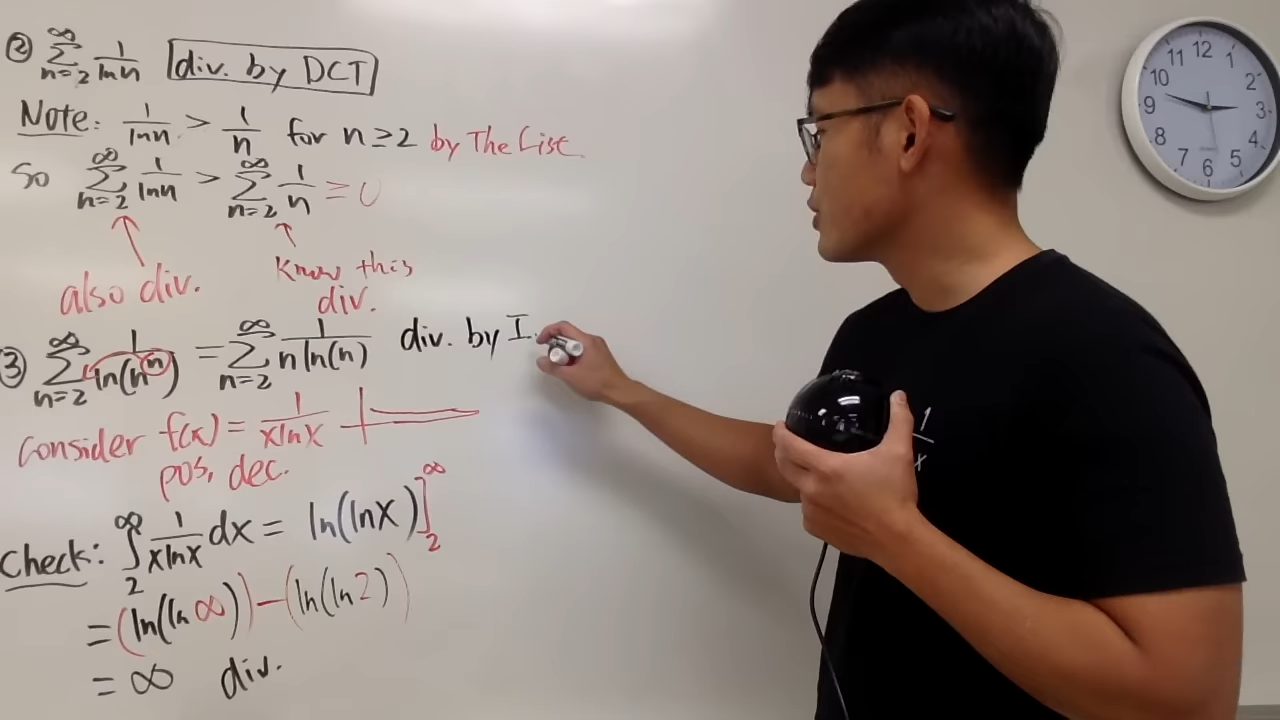 ② ∞∑n=2 1/ln n div. by DCT
Note: 1/ln n > 1/n for n ≥ 2 by The List.
So ∞∑n=2 1/ln n > ∞∑n=2 1/n ≥ 0
also div.
Know this
div.
③ ∞∑n=2 1/ln(n^n) = ∞∑n=2 1/(n ln(n)) div. by I.
consider f(x) = 1/(x ln x)
pos, dec.
Check: ∫2^∞ 1/(x ln x) dx = ln(ln x)]2^∞
= (ln(ln ∞)) - (ln(ln 2))
= ∞ div.
12 1 2 3 4 5 6 7 8 9 10 11
1/x